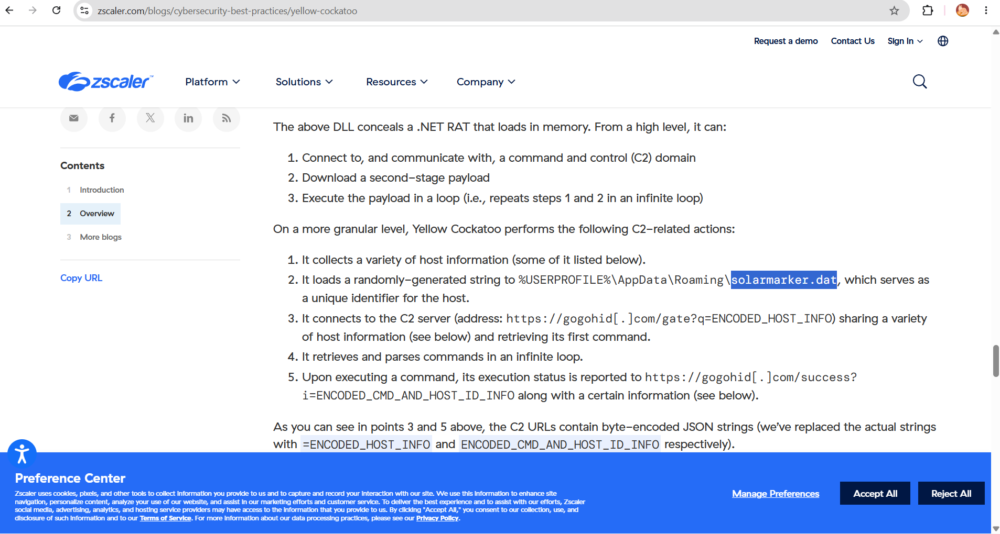 zscaler.com/blogs/cybersecurity-best-practices/yellow-cockatoo
Request a demo Contact Us Sign In
zscaler™ Platform Solutions Resources Company
Contents
1 Introduction
2 Overview
3 More blogs
Copy URL
The above DLL conceals a .NET RAT that loads in memory. From a high level, it can:
1. Connect to, and communicate with, a command and control (C2) domain
2. Download a second-stage payload
3. Execute the payload in a loop (i.e., repeats steps 1 and 2 in an infinite loop)
On a more granular level, Yellow Cockatoo performs the following C2-related actions:
1. It collects a variety of host information (some of it listed below).
2. It loads a randomly-generated string to %USERPROFILE%\AppData\Roaming\solarmarker.dat, which serves as
a unique identifier for the host.
3. It connects to the C2 server (address: https://gogohid[.]com/gate?q=ENCODED_HOST_INFO) sharing a variety
of host information (see below) and retrieving its first command.
4. It retrieves and parses commands in an infinite loop.
5. Upon executing a command, its execution status is reported to https://gogohid[.]com/success?
i=ENCODED_CMD_AND_HOST_ID_INFO along with a certain information (see below).
As you can see in points 3 and 5 above, the C2 URLs contain byte-encoded JSON strings (we’ve replaced the actual strings
with =ENCODED_HOST_INFO and ENCODED_CMD_AND_HOST_ID_INFO respectively).
Preference Center
Zscaler uses cookies, pixels, and other tools to collect information you provide to us and to capture and record your interaction with our site. We use this information to enhance site
navigation, personalize content, analyze your use of our website, and assist in our marketing efforts and customer service. To deliver the best experience and to assist with our efforts, Zscaler
social media, advertising, analytics, and hosting service providers may have access to the information that you provide to us. By clicking "Accept All," you consent to our collection, use, and
disclosure of such information and to our Terms of Service. For more information about our data processing practices, please see our Privacy Policy.
Manage Preferences Accept All Reject All